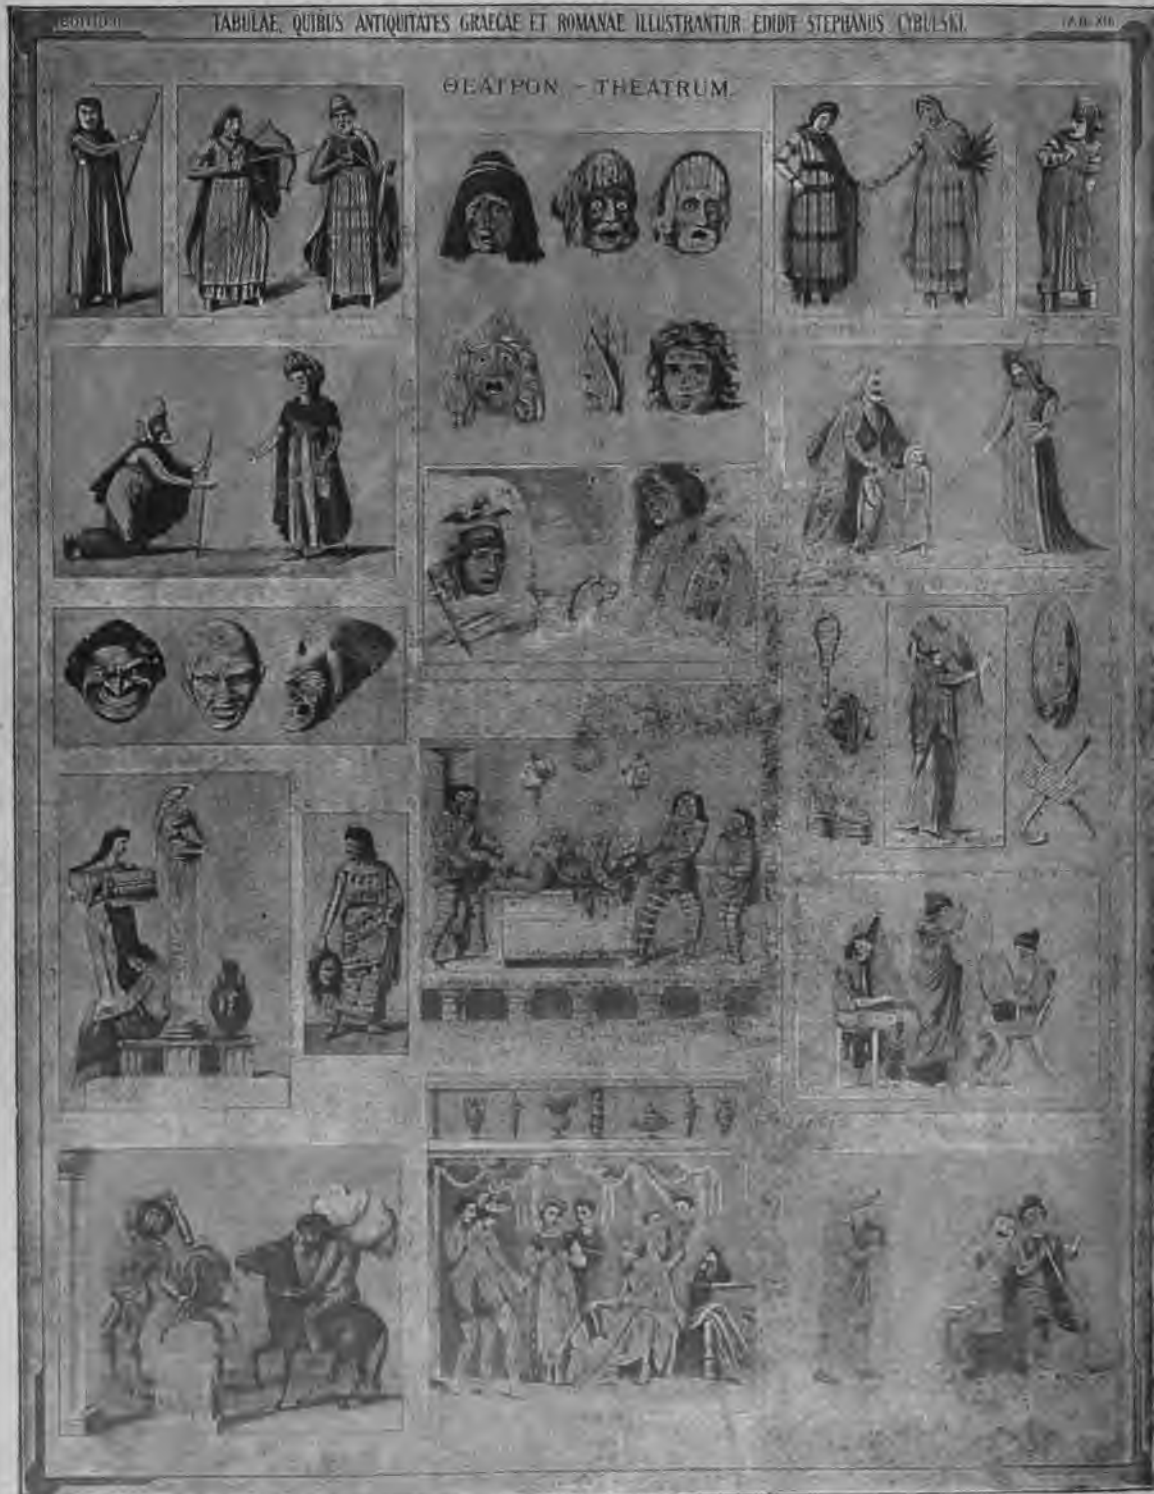 TABULAE, QUIBUS ANTIQUITATES GRAECAE ET ROMANAE ILLUSTRANTUR EDIDIT STEPHANUS CYBULSKI.
ΘΕΑΤΡΟΝ - THEATRUM.